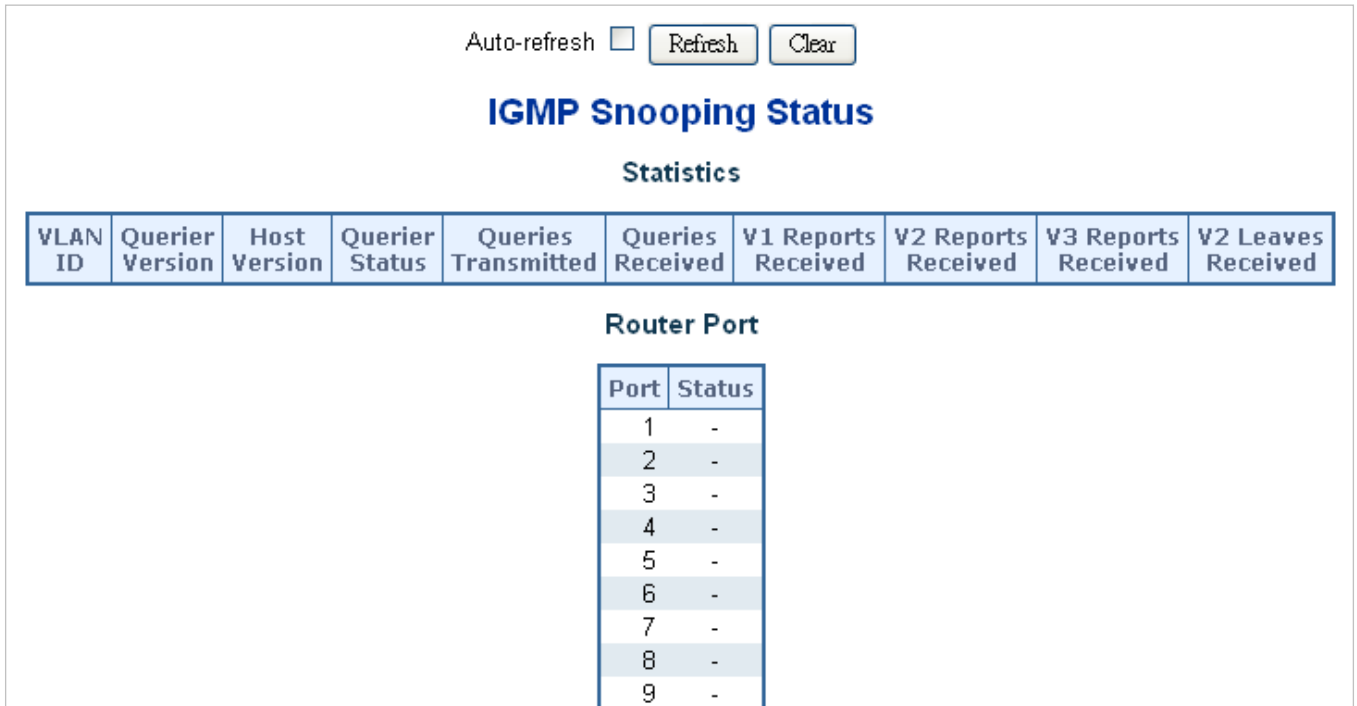 Auto-refresh Refresh Clear
IGMP Snooping Status
Statistics
VLAN ID Querier Version Host Version Querier Status Queries Transmitted Queries Received V1 Reports Received V2 Reports Received V3 Reports Received V2 Leaves Received
Router Port
Port Status
1 -
2 -
3 -
4 -
5 -
6 -
7 -
8 -
9 -